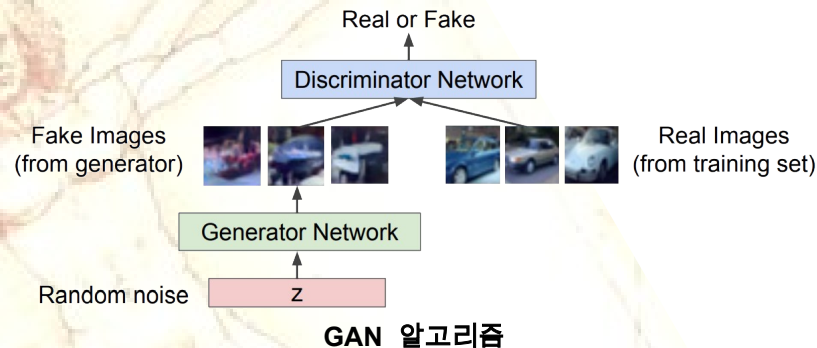 Real or Fake
Discriminator Network
Fake Images
(from generator)
Real Images
(from training set)
Generator Network
Random noise
z
GAN 알고리즘